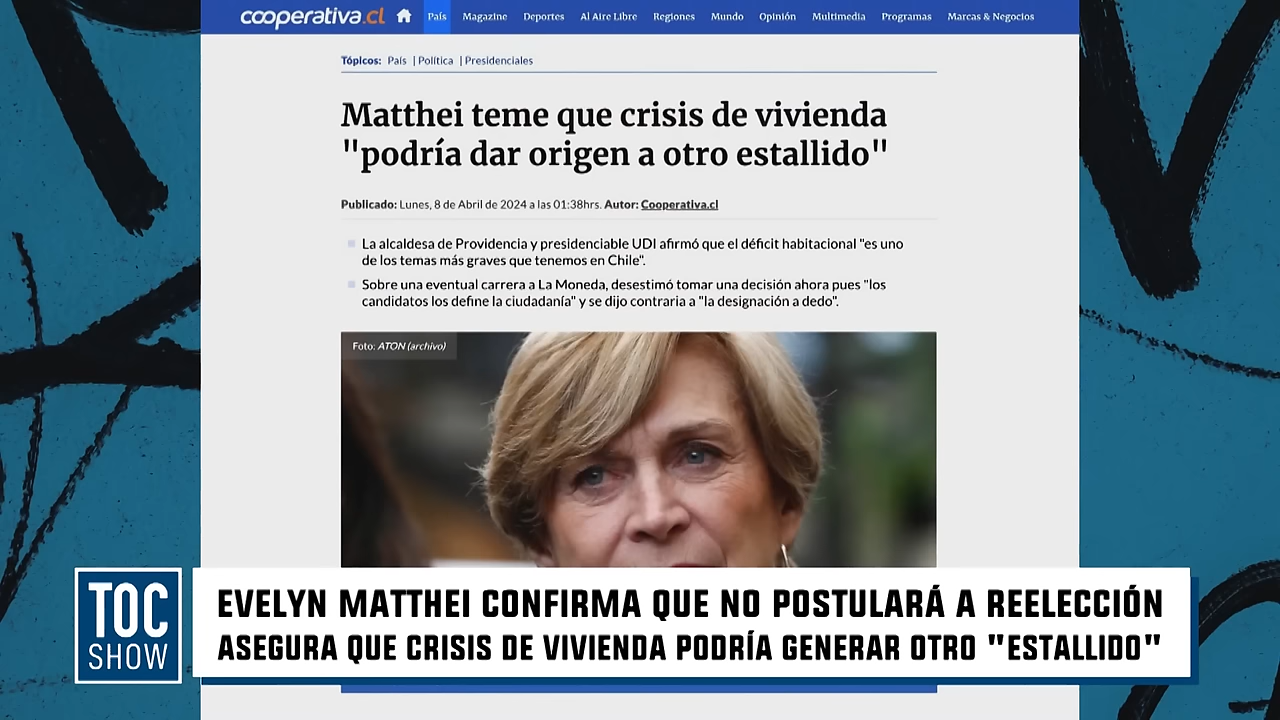 cooperativa.cl País Magazine Deportes Al Aire Libre Regiones Mundo Opinión Multimedia Programas Marcas & Negocios
Tópicos: País | Política | Presidenciales
Matthei teme que crisis de vivienda
"podría dar origen a otro estallido"
Publicado: Lunes, 8 de Abril de 2024 a las 01:38hrs. Autor: Cooperativa.cl
La alcaldesa de Providencia y presidenciable UDI afirmó que el déficit habitacional "es uno
de los temas más graves que tenemos en Chile".
Sobre una eventual carrera a La Moneda, desestimó tomar una decisión ahora pues "los
candidatos los define la ciudadanía" y se dijo contraria a "la designación a dedo".
Foto: ATON (archivo)
TOC
SHOW
EVELYN MATTHEI CONFIRMA QUE NO POSTULARÁ A REELECCIÓN
ASEGURA QUE CRISIS DE VIVIENDA PODRÍA GENERAR OTRO "ESTALLIDO"